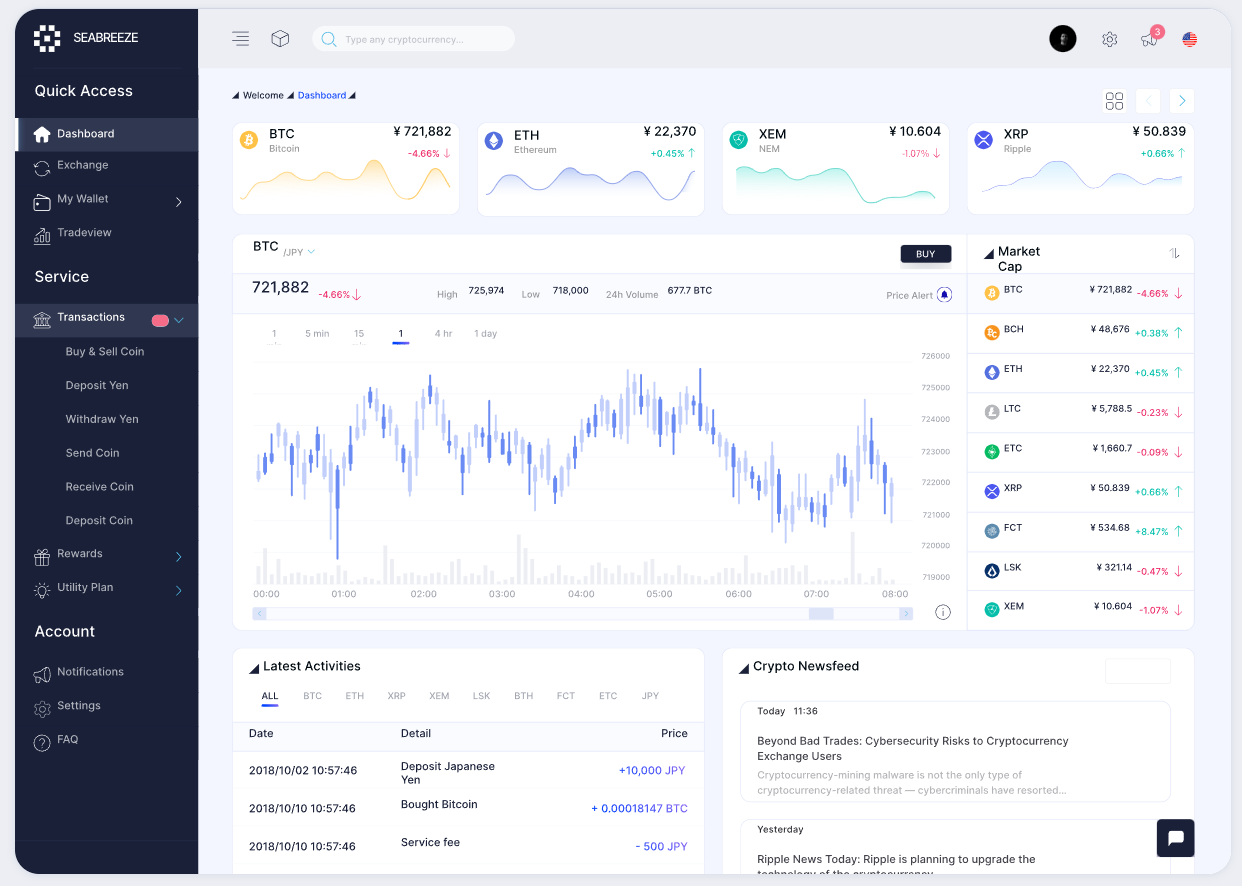 SEABREEZE
Quick Access
Dashboard
Exchange
My Wallet
Tradeview
Service
Transactions
Buy & Sell Coin
Deposit Yen
Withdraw Yen
Send Coin
Receive Coin
Deposit Coin
Rewards
Utility Plan
Account
Notifications
Settings
FAQ
Type any cryptocurrency...
3
Welcome Dashboard
BTC ¥ 721,882
Bitcoin -4.66%
ETH ¥ 22,370
Ethereum +0.45%
XEM ¥ 10.604
NEM -1.07%
XRP ¥ 50.839
Ripple +0.66%
BTC /JPY BUY
721,882 -4.66% High 725,974 Low 718,000 24h Volume 677.7 BTC Price Alert
1 5 min 15 1 4 hr 1 day
726000
725000
724000
723000
722000
721000
720000
719000
00:00 01:00 02:00 03:00 04:00 05:00 06:00 07:00 08:00
Market
Cap
BTC ¥ 721,882 -4.66%
BCH ¥ 48,676 +0.38%
ETH ¥ 22,370 +0.45%
LTC ¥ 5,788.5 -0.23%
ETC ¥ 1,660.7 -0.09%
XRP ¥ 50.839 +0.66%
FCT ¥ 534.68 +8.47%
LSK ¥ 321.14 -0.47%
XEM ¥ 10.604 -1.07%
Latest Activities
ALL BTC ETH XRP XEM LSK BTH FCT ETC JPY
Date Detail Price
2018/10/02 10:57:46 Deposit Japanese Yen +10,000 JPY
2018/10/10 10:57:46 Bought Bitcoin + 0.00018147 BTC
2018/10/10 10:57:46 Service fee - 500 JPY
Crypto Newsfeed
Today 11:36
Beyond Bad Trades: Cybersecurity Risks to Cryptocurrency
Exchange Users
Cryptocurrency-mining malware is not the only type of
cryptocurrency-related threat — cybercriminals have resorted...
Yesterday
Ripple News Today: Ripple is planning to upgrade the
technology of the cryptocurrency